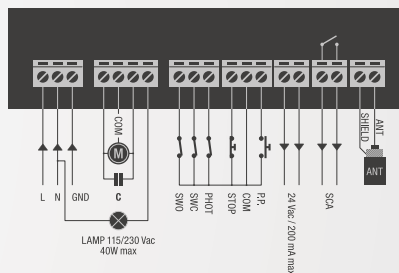 COM
M
SHIELD
ANT
ANT
L
N
GND
C
SWO
SWC
PHOT
STOP
COM
P.P.
24 Vac / 200 mA max
SCA
LAMP 115/230 Vac
40W max